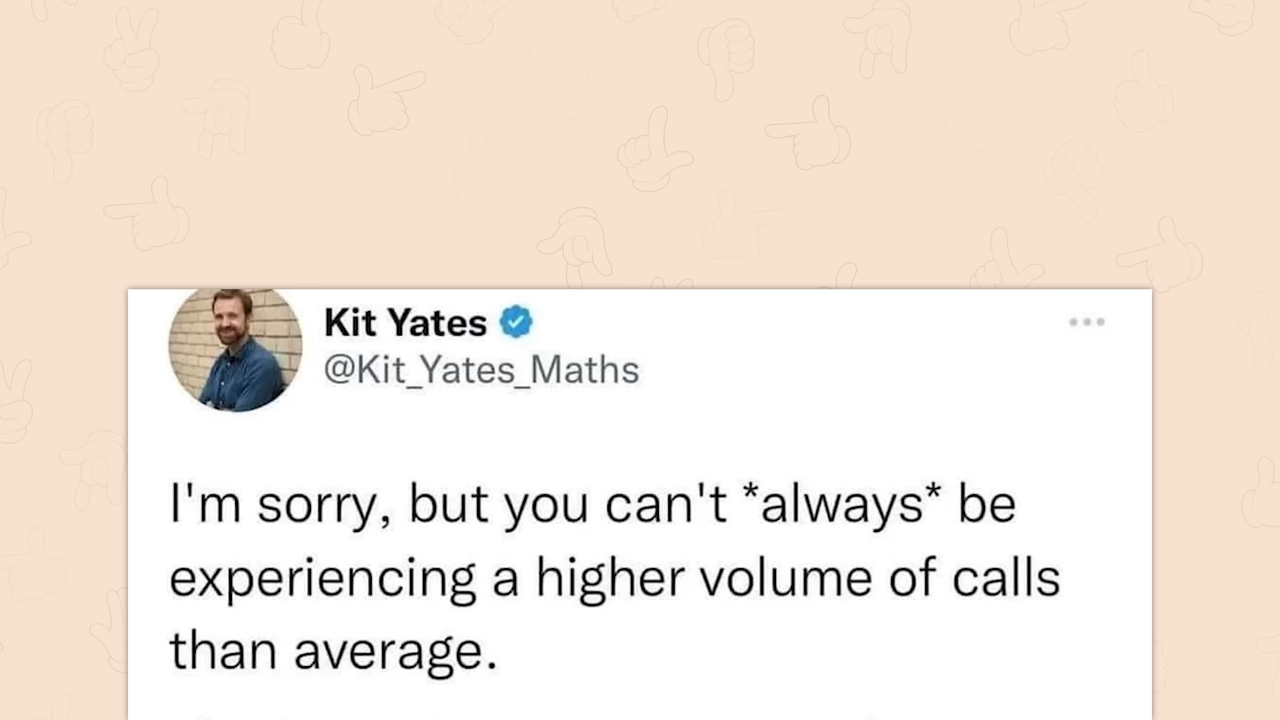 Kit Yates
@Kit_Yates_Maths
I'm sorry, but you can't *always* be
experiencing a higher volume of calls
than average.